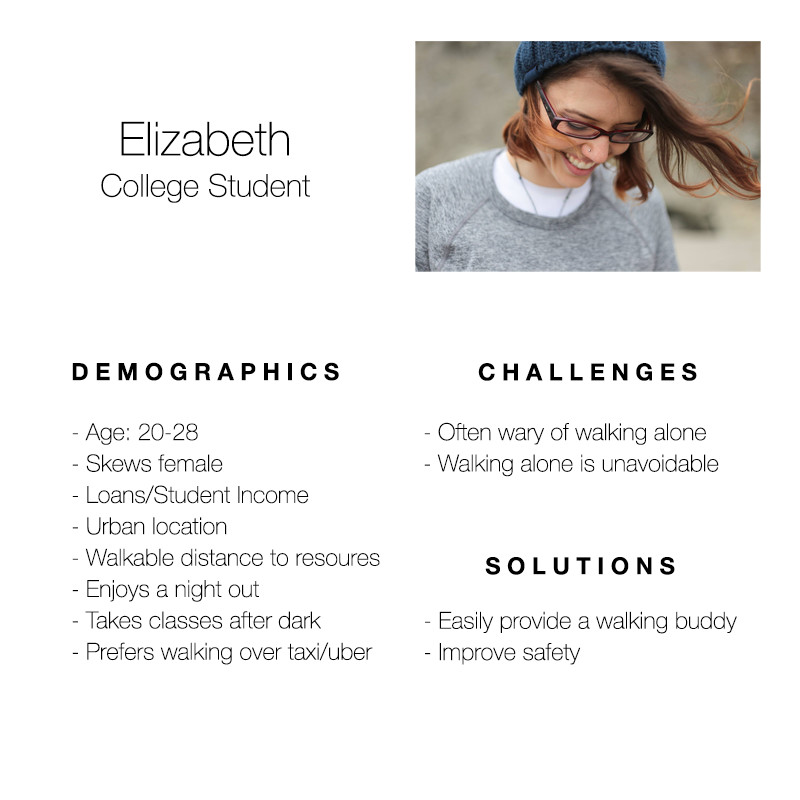 Elizabeth
College Student
DEMOGRAPHICS
- Age: 20-28
- Skews female
- Loans/Student Income
- Urban location
- Walkable distance to resoures
- Enjoys a night out
- Takes classes after dark
- Prefers walking over taxi/uber
CHALLENGES
- Often wary of walking alone
- Walking alone is unavoidable
SOLUTIONS
- Easily provide a walking buddy
- Improve safety